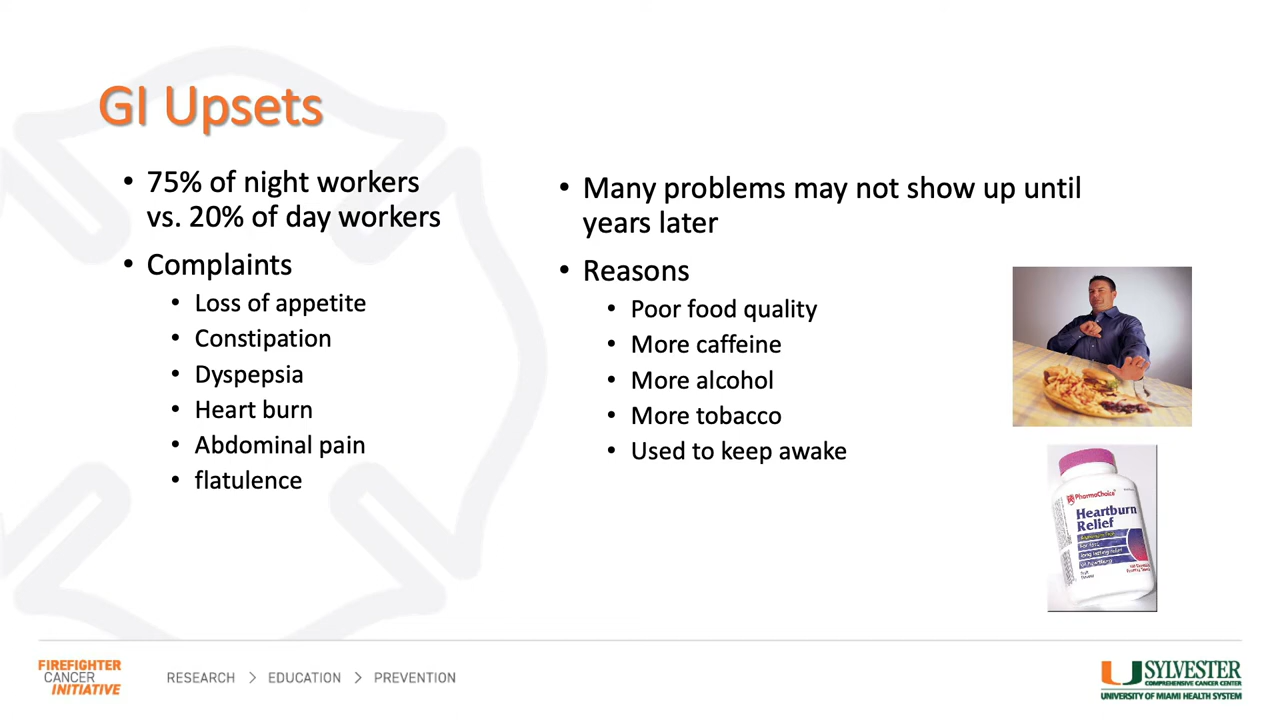 GI Upsets
• 75% of night workers
vs. 20% of day workers
• Complaints
• Loss of appetite
• Constipation
• Dyspepsia
• Heart burn
• Abdominal pain
• flatulence
• Many problems may not show up until
years later
• Reasons
• Poor food quality
• More caffeine
• More alcohol
• More tobacco
• Used to keep awake
PharmaChoice
Heartburn
Relief
long lasting relief
FIREFIGHTER
CANCER
INITIATIVE
RESEARCH > EDUCATION > PREVENTION
SYLVESTER
COMPREHENSIVE CANCER CENTER
UNIVERSITY OF MIAMI HEALTH SYSTEM